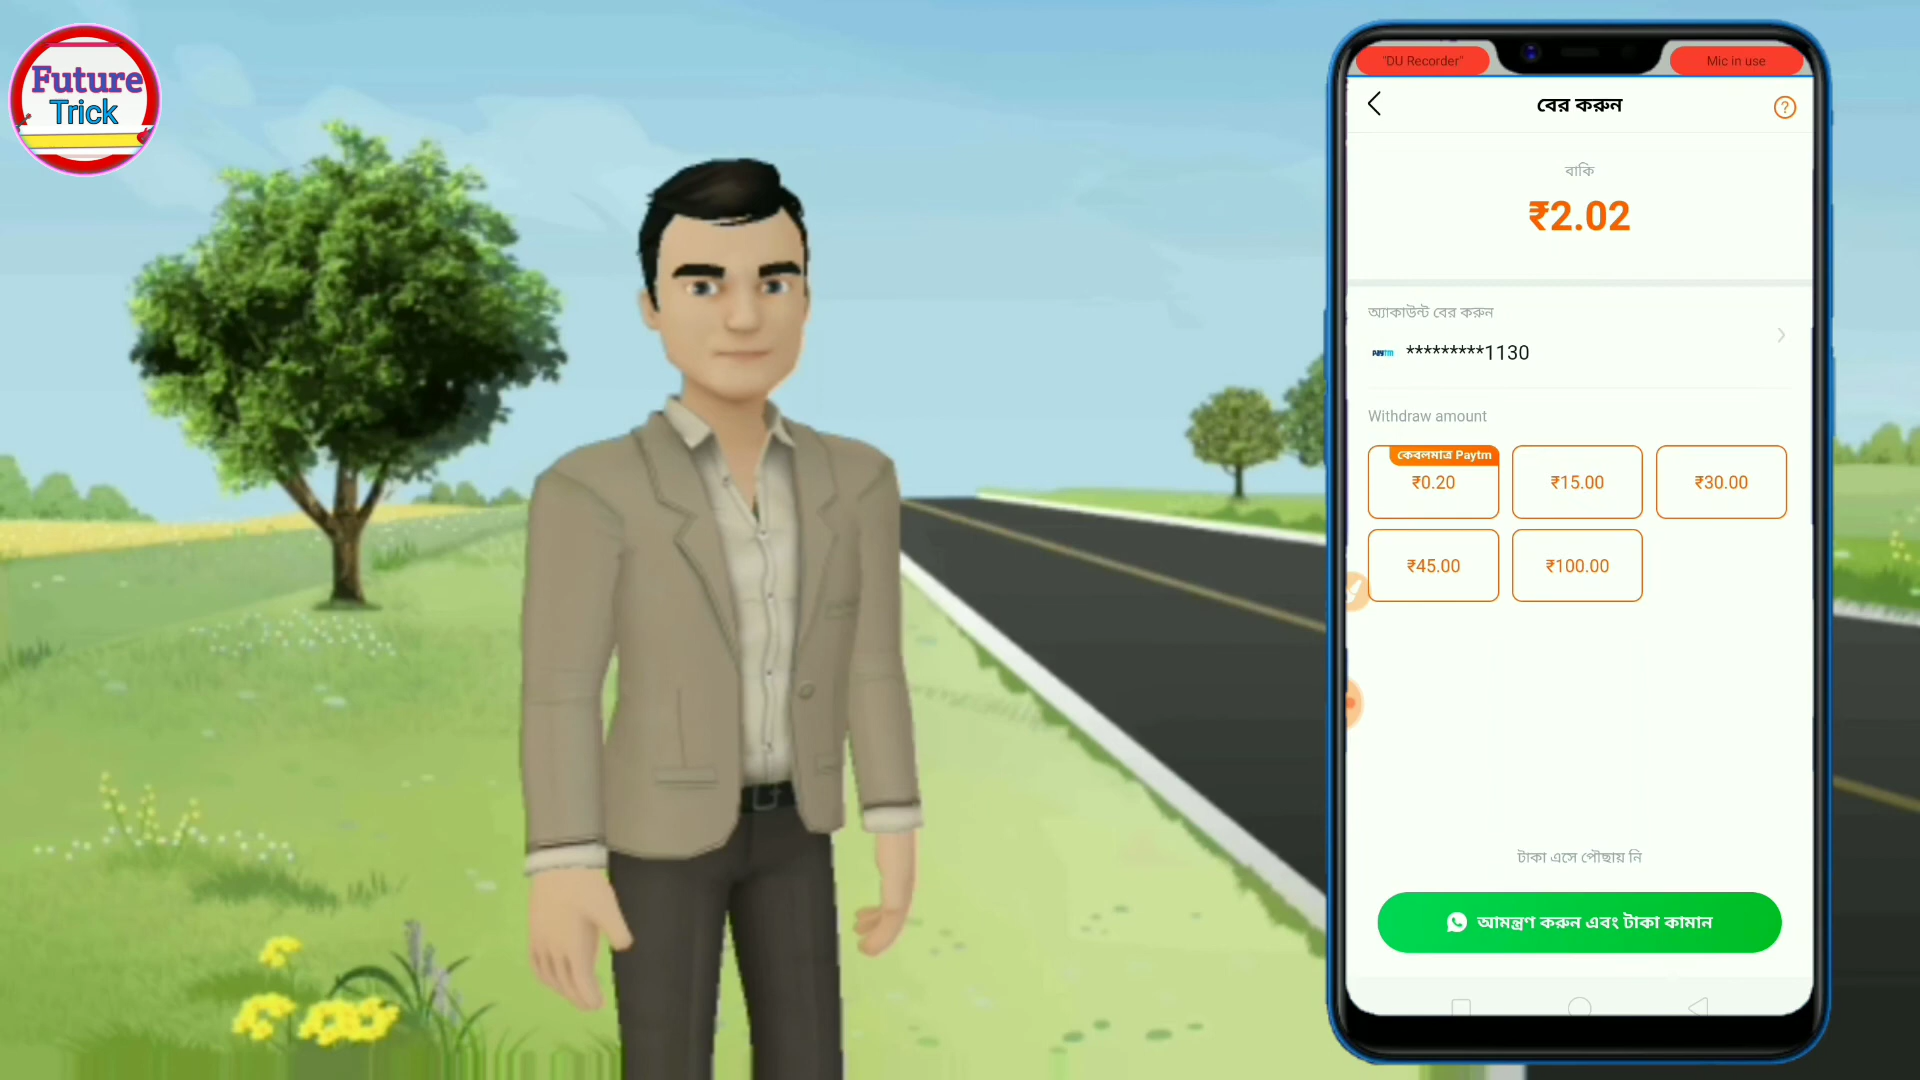 Future
Trick
"DU Recorder"
Mic in use
বের করুন
?
বাকি
₹2.02
অ্যাকাউন্ট বের করুন
paytm *********1130
Withdraw amount
কেবলমাত্র Paytm
₹0.20
₹15.00
₹30.00
₹45.00
₹100.00
টাকা এসে পৌছায় নি
আমন্ত্রণ করুন এবং টাকা কামান